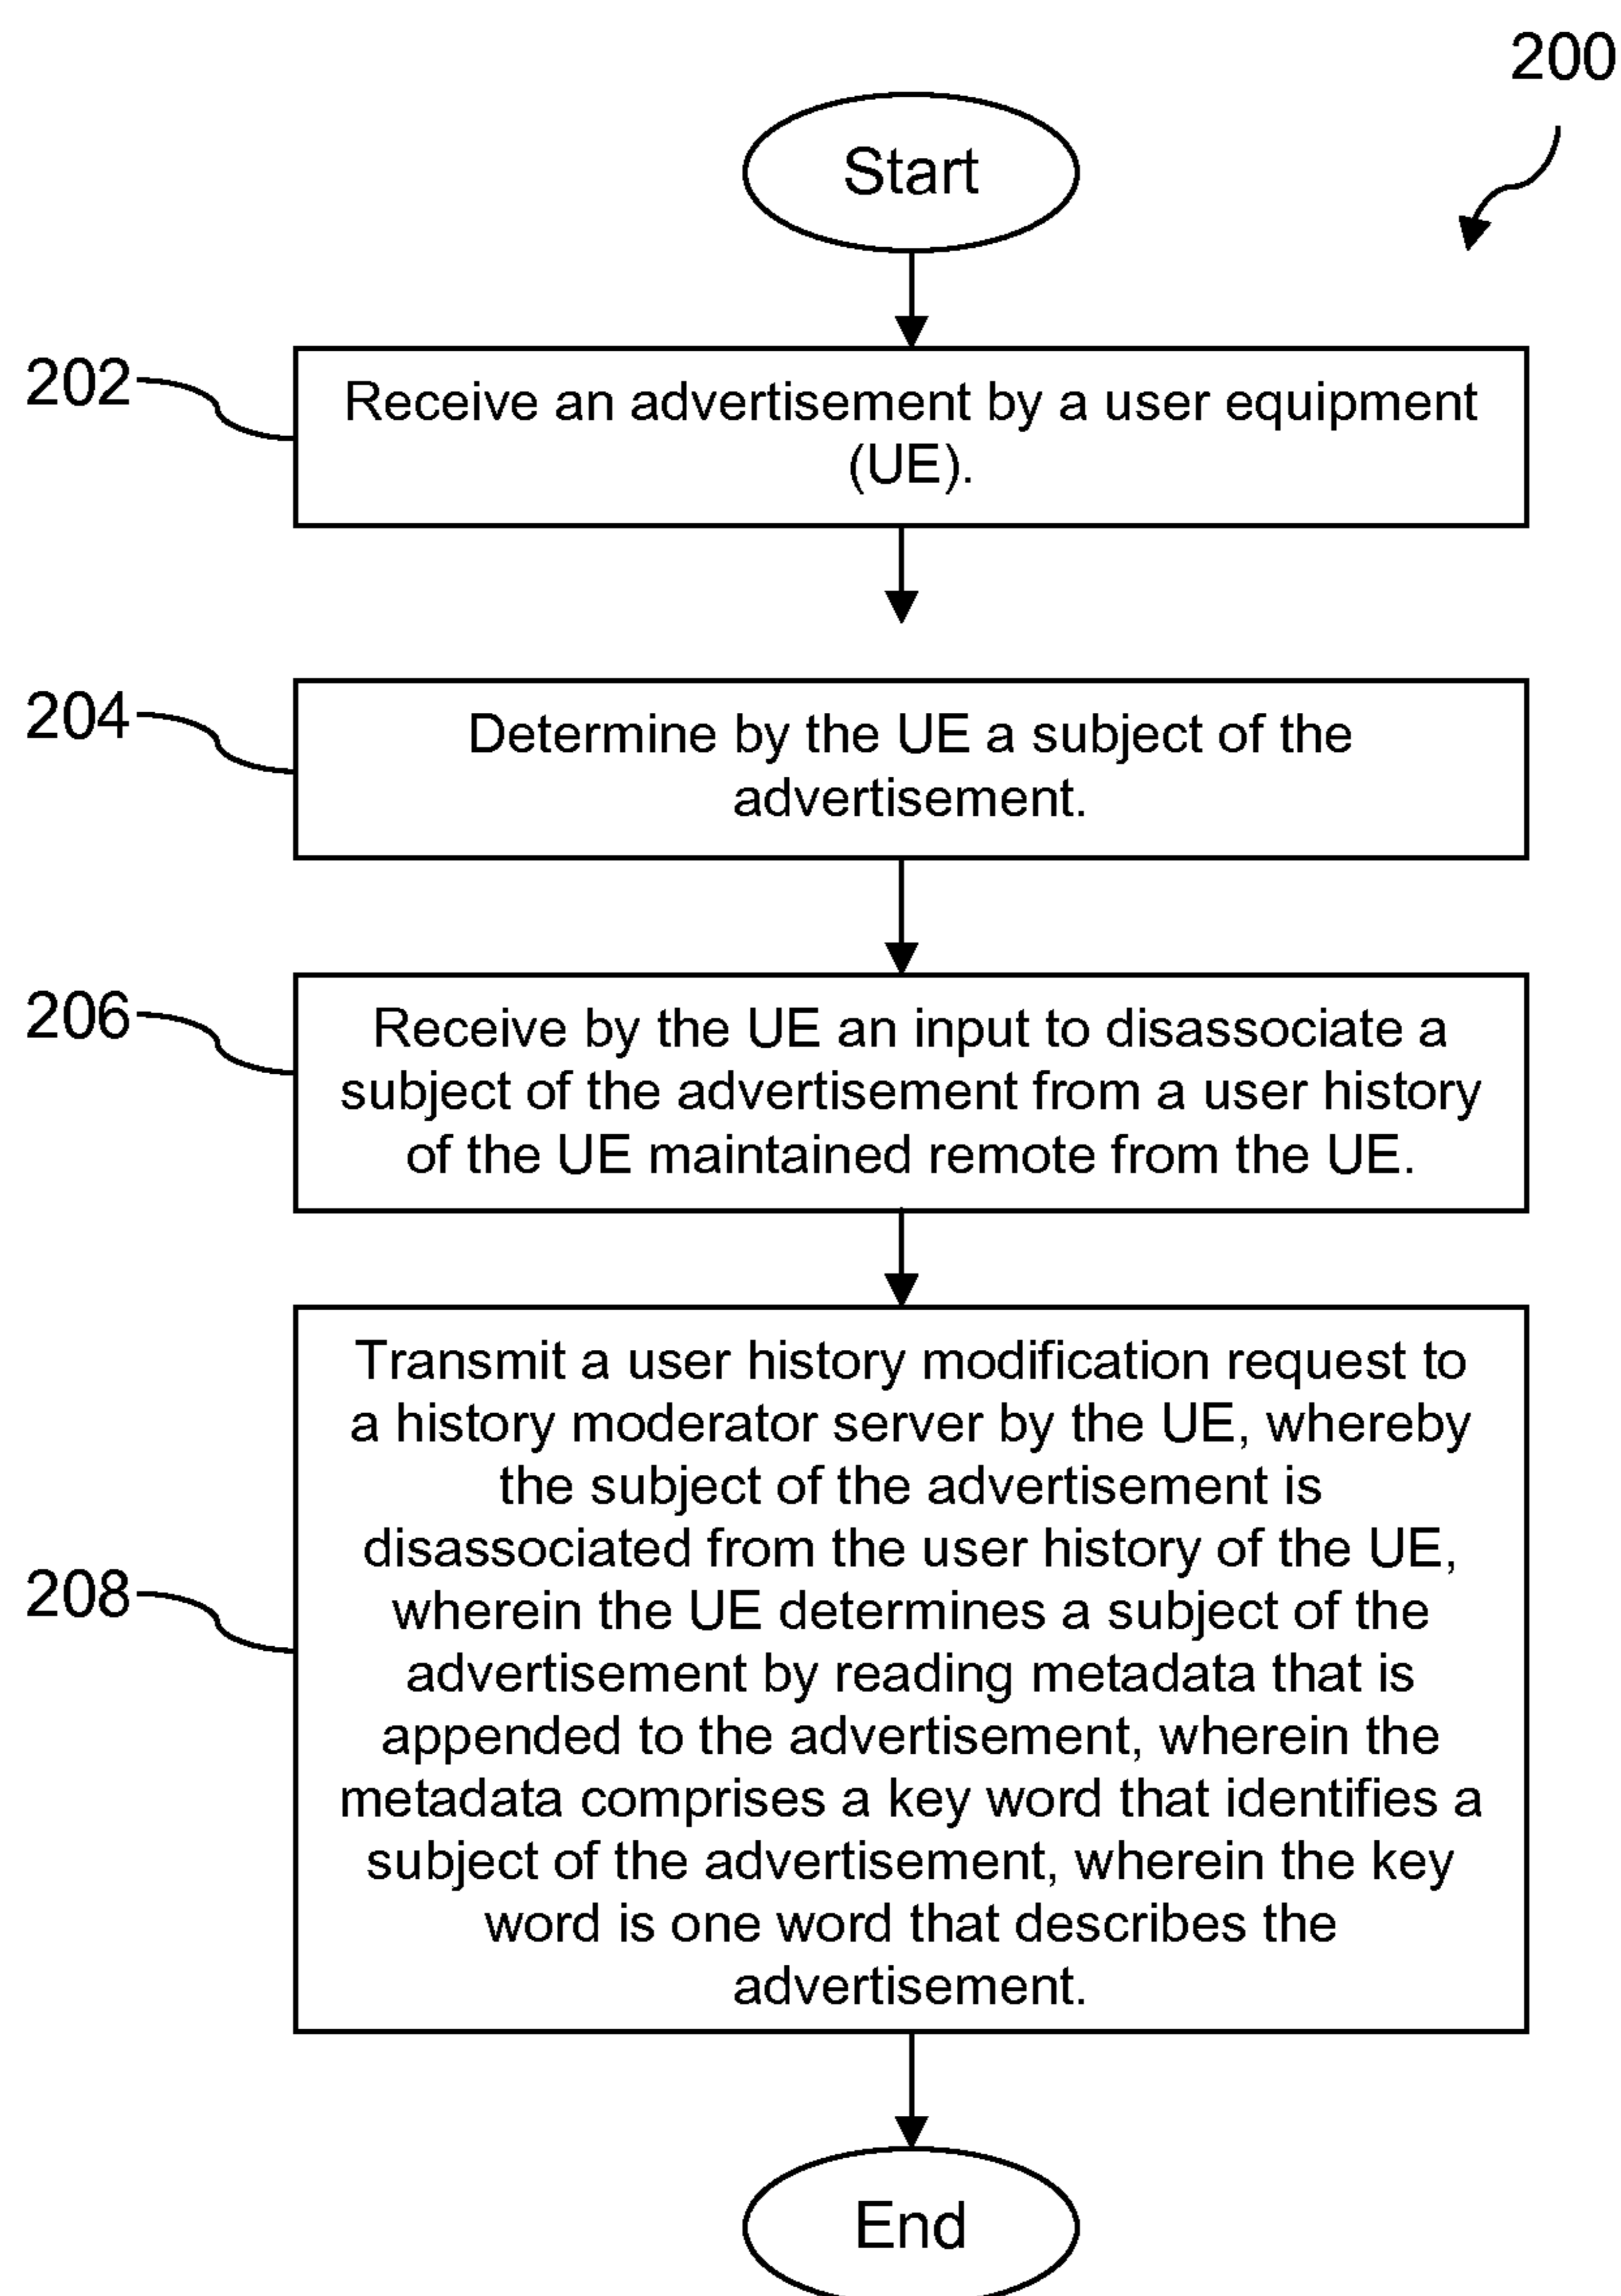 200
Start
202
Receive an advertisement by a user equipment
(UE).
204
Determine by the UE a subject of the
advertisement.
206
Receive by the UE an input to disassociate a
subject of the advertisement from a user history
of the UE maintained remote from the UE.
208
Transmit a user history modification request to
a history moderator server by the UE, whereby
the subject of the advertisement is
disassociated from the user history of the UE,
wherein the UE determines a subject of the
advertisement by reading metadata that is
appended to the advertisement, wherein the
metadata comprises a key word that identifies a
subject of the advertisement, wherein the key
word is one word that describes the
advertisement.
End